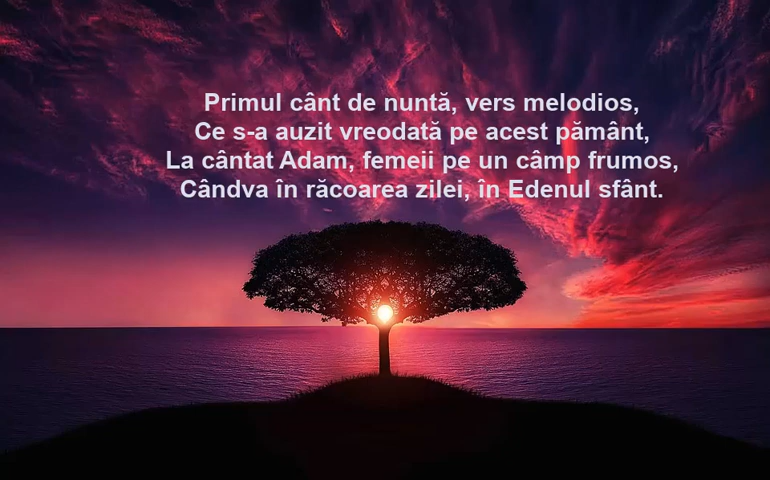 Primul cânt de nuntă, vers melodios,
Ce s-a auzit vreodată pe acest pământ,
La cântat Adam, femeii pe un câmp frumos,
Cândva în răcoarea zilei, în Edenul sfânt.